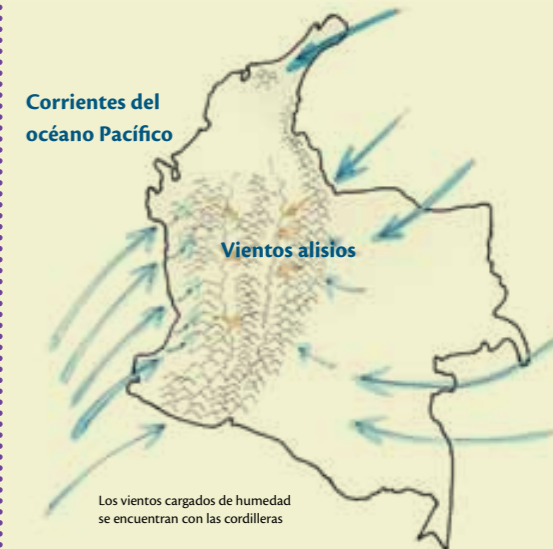 Corrientes del
océano Pacífico
Vientos alisios
Los vientos cargados de humedad
se encuentran con las cordilleras